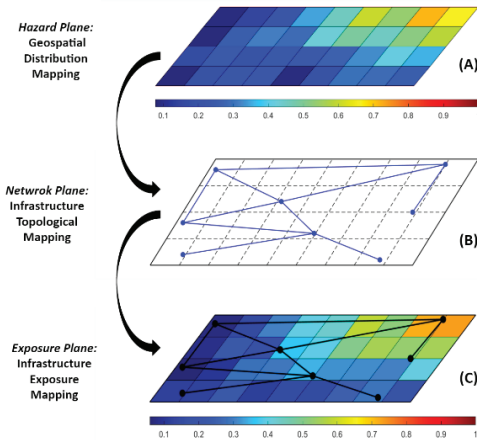 Hazard Plane:
Geospatial
Distribution
Mapping
(A)
0.1 0.2 0.3 0.4 0.5 0.6 0.7 0.8 0.9
Netwrok Plane:
Infrastructure
Topological
Mapping
(B)
Exposure Plane:
Infrastructure
Exposure
Mapping
(C)
0.1 0.2 0.3 0.4 0.5 0.6 0.7 0.8 0.9 1